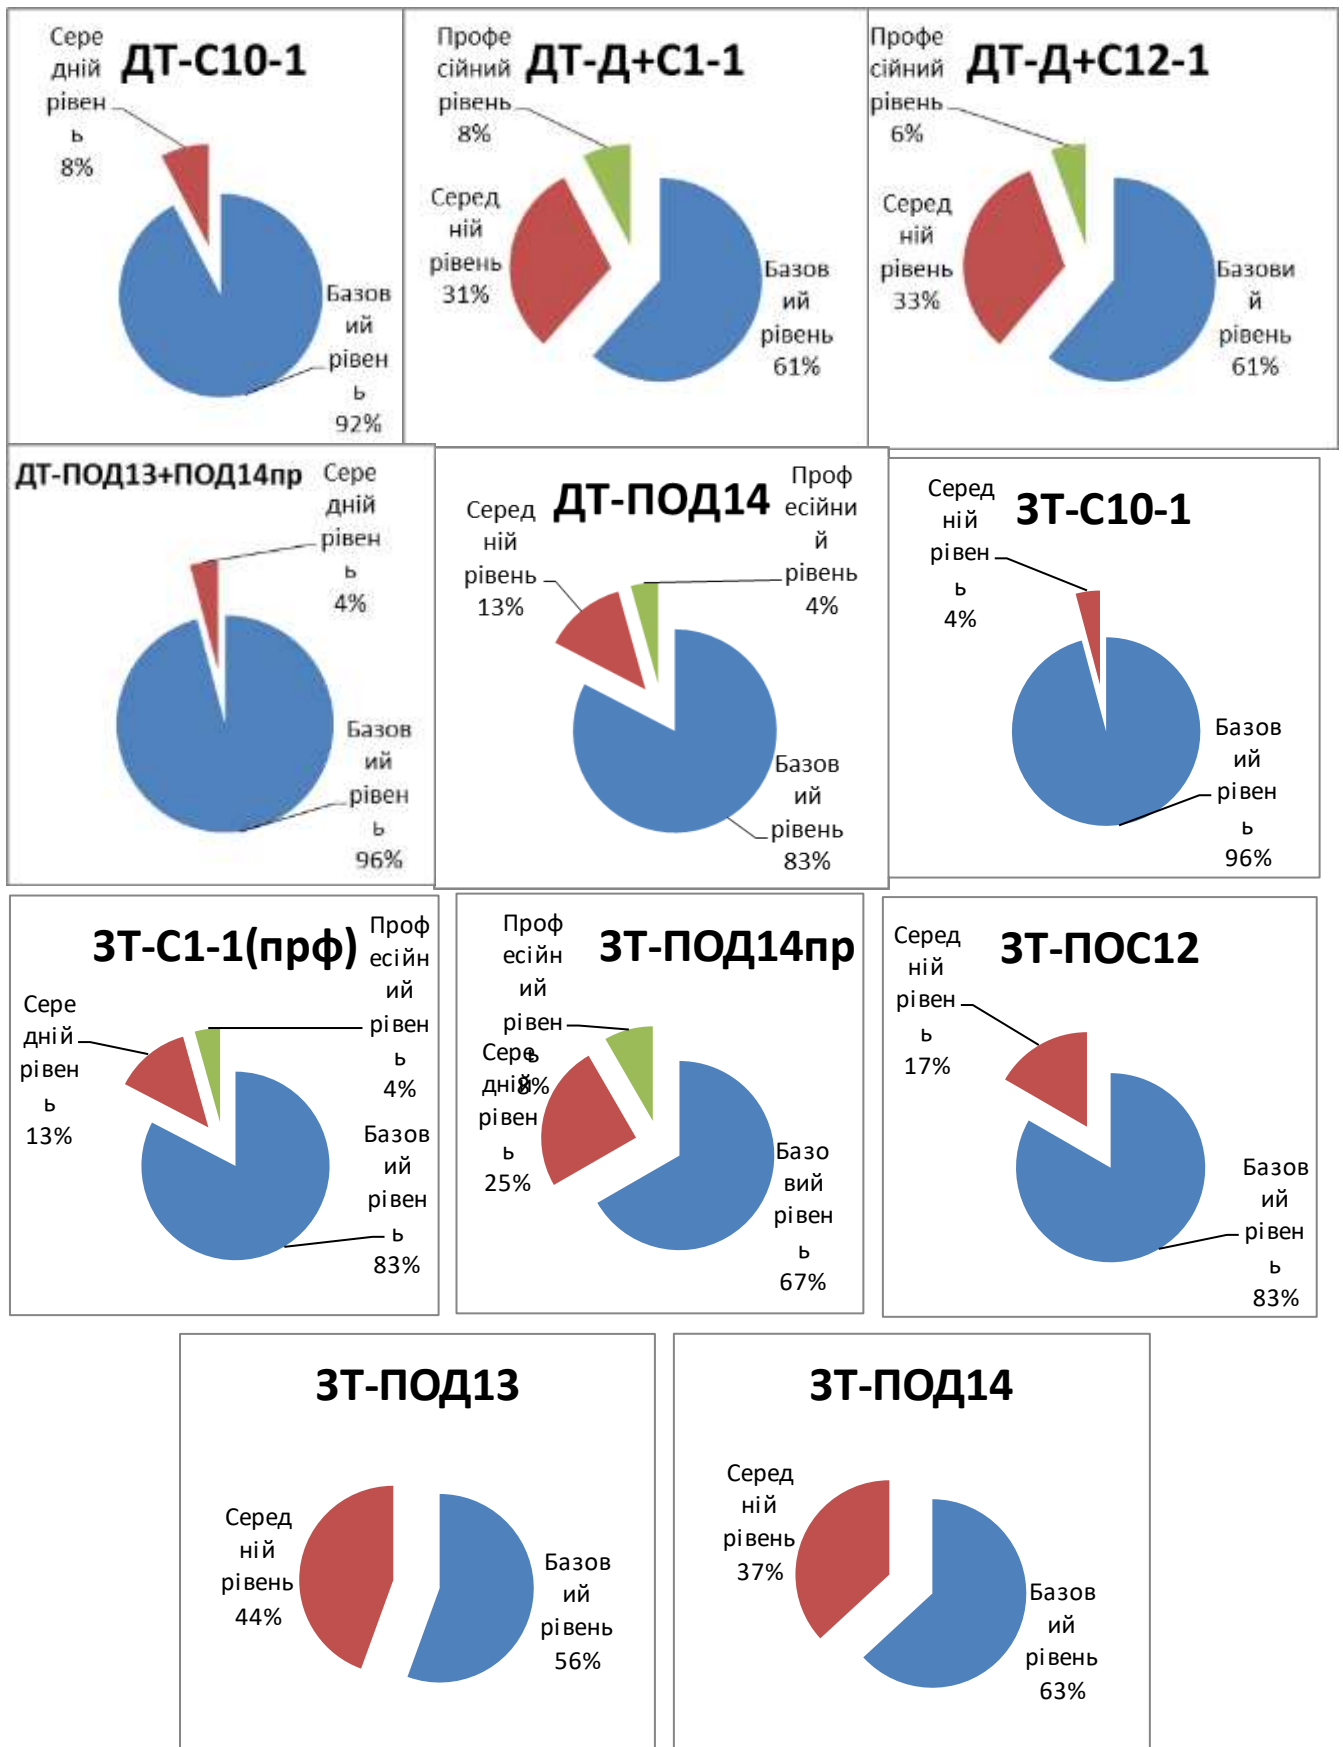 ДТ-С10-1
Сере
дній
рівен
ь
8%
Базов
ий
рівен
ь
92%
ДТ-Д+С1-1
Профе
сійний
рівень
8%
Серед
ній
рівень
31%
Базов
ий
рівень
61%
ДТ-Д+С12-1
Профе
сійний
рівень
6%
Серед
ній
рівень
33%
Базови
й
рівень
61%
ДТ-ПОД13+ПОД14пр
Сере
дній
рівен
ь
4%
Базов
ий
рівен
ь
96%
ДТ-ПОД14
Серед
ній
рівень
13%
Проф
есійни
й
рівень
4%
Базов
ий
рівень
83%
ЗТ-С10-1
Серед
ній
рівен
ь
4%
Базов
ий
рівен
ь
96%
ЗТ-С1-1(прф)
Проф
есійн
ий
рівен
ь
4%
Сере
дній
рівен
ь
13%
Базов
ий
рівен
ь
83%
ЗТ-ПОД14пр
Проф
есійн
ий
рівен
ь
8%
Сере
дній
рівен
ь
25%
Базо
вий
рівен
ь
67%
ЗТ-ПОС12
Серед
ній
рівен
ь
17%
Базов
ий
рівен
ь
83%
ЗТ-ПОД13
Серед
ній
рівень
44%
Базов
ий
рівень
56%
ЗТ-ПОД14
Серед
ній
рівень
37%
Базов
ий
рівень
63%